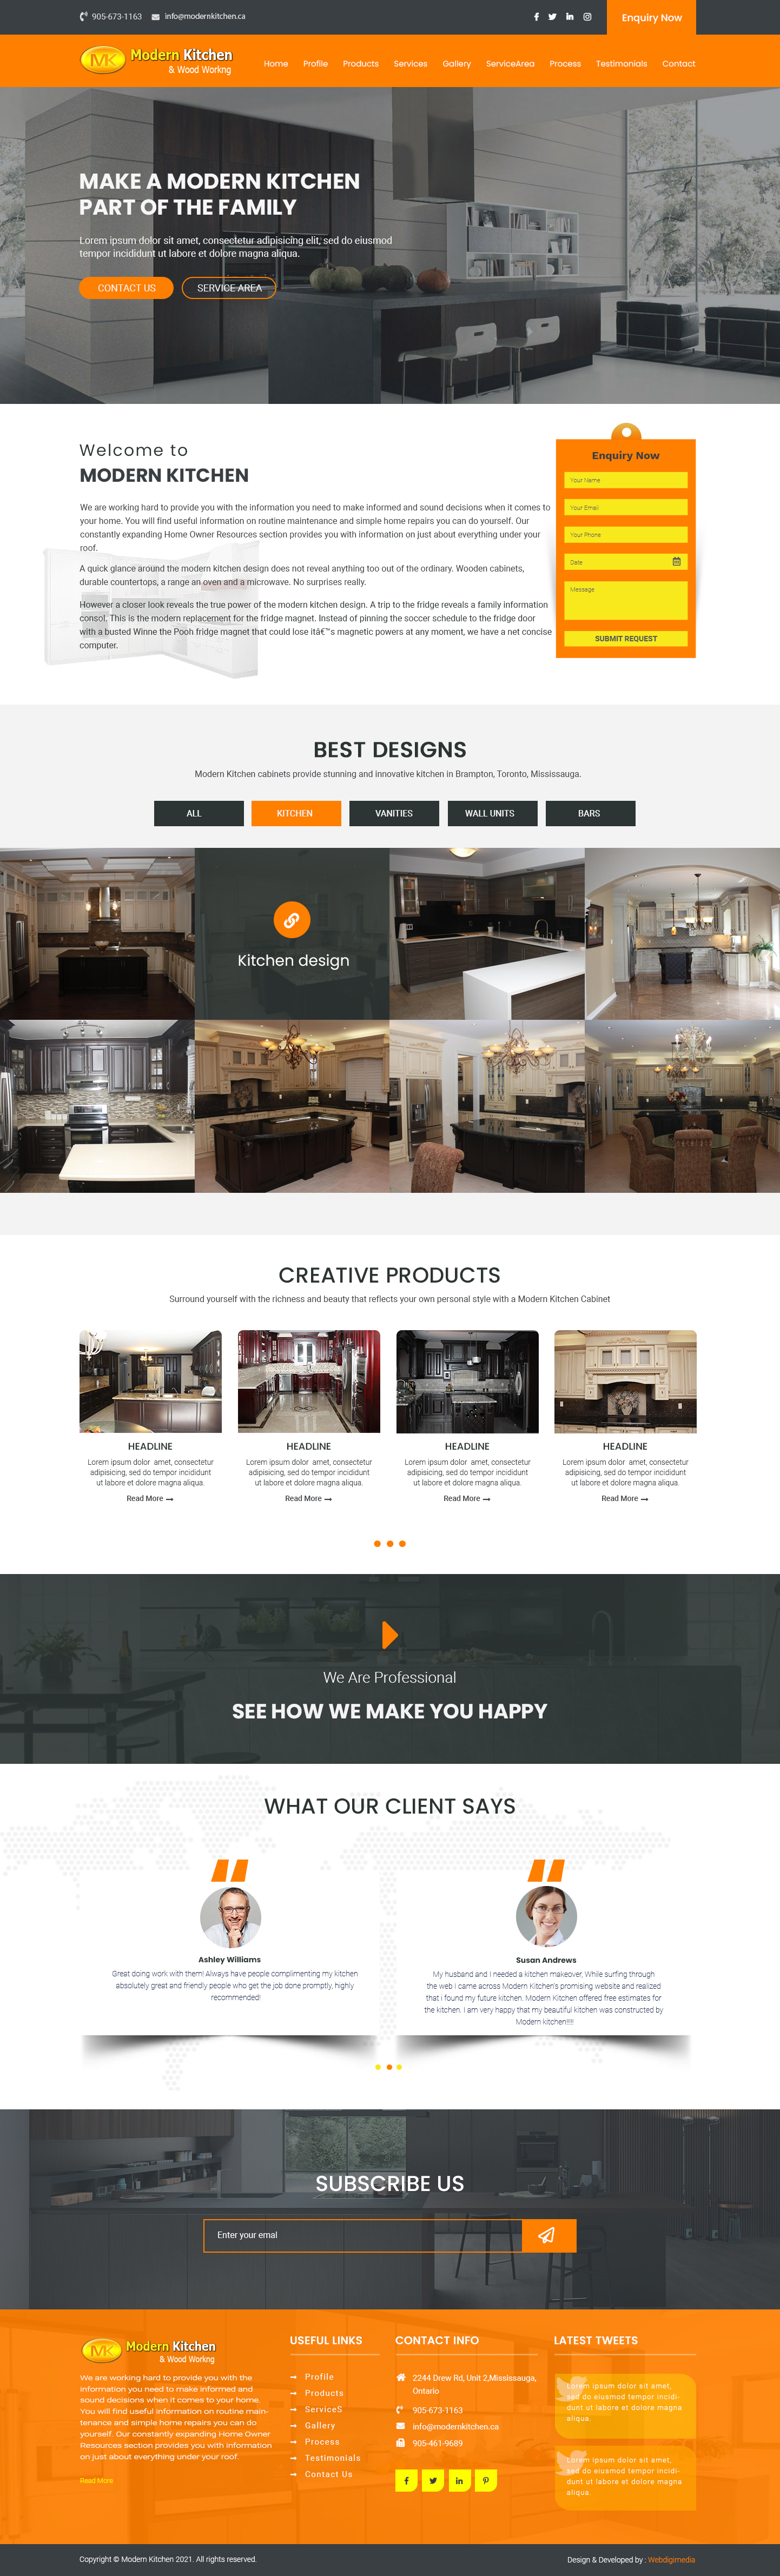 905-673-1163 info@modernkitchen.ca Enquiry Now
MK Modern Kitchen
& Wood Workng
Home Profile Products Services Gallery ServiceArea Process Testimonials Contact
MAKE A MODERN KITCHEN
PART OF THE FAMILY
Lorem ipsum dolor sit amet, consectetur adipisicing elit, sed do eiusmod
tempor incididunt ut labore et dolore magna aliqua.
CONTACT US SERVICE AREA
Welcome to
MODERN KITCHEN
We are working hard to provide you with the information you need to make informed and sound decisions when it comes to
your home. You will find useful information on routine maintenance and simple home repairs you can do yourself. Our
constantly expanding Home Owner Resources section provides you with information on just about everything under your
roof.
A quick glance around the modern kitchen design does not reveal anything too out of the ordinary. Wooden cabinets,
durable countertops, a range an oven and a microwave. No surprises really.
However a closer look reveals the true power of the modern kitchen design. A trip to the fridge reveals a family information
consol. This is the modern replacement for the fridge magnet. Instead of pinning the soccer schedule to the fridge door
with a busted Winne the Pooh fridge magnet that could lose itâ€™s magnetic powers at any moment, we have a net concise
computer.
Enquiry Now
Your Name
Your Email
Your Phone
Date
Message
SUBMIT REQUEST
BEST DESIGNS
Modern Kitchen cabinets provide stunning and innovative kitchen in Brampton, Toronto, Mississauga.
ALL KITCHEN VANITIES WALL UNITS BARS
Kitchen design
CREATIVE PRODUCTS
Surround yourself with the richness and beauty that reflects your own personal style with a Modern Kitchen Cabinet
HEADLINE
Lorem ipsum dolor amet, consectetur
adipisicing, sed do tempor incididunt
ut labore et dolore magna aliqua.
Read More
HEADLINE
Lorem ipsum dolor amet, consectetur
adipisicing, sed do tempor incididunt
ut labore et dolore magna aliqua.
Read More
HEADLINE
Lorem ipsum dolor amet, consectetur
adipisicing, sed do tempor incididunt
ut labore et dolore magna aliqua.
Read More
HEADLINE
Lorem ipsum dolor amet, consectetur
adipisicing, sed do tempor incididunt
ut labore et dolore magna aliqua.
Read More
We Are Professional
SEE HOW WE MAKE YOU HAPPY
WHAT OUR CLIENT SAYS
Ashley Williams
Great doing work with them! Always have people complimenting my kitchen
absolutely great and friendly people who get the job done promptly, highly
recommended!
Susan Andrews
My husband and I needed a kitchen makeover, While surfing through
the web I came across Modern Kitchen's promising website and realized
that i found my future kitchen. Modern Kitchen offered free estimates for
the kitchen. I am very happy that my beautiful kitchen was constructed by
Modern kitchen!!!!!
SUBSCRIBE US
Enter your emal
MK Modern Kitchen
& Wood Workng
We are working hard to provide you with the
information you need to make informed and
sound decisions when it comes to your home.
You will find useful information on routine main-
tenance and simple home repairs you can do
yourself. Our constantly expanding Home Owner
Resources section provides you with information
on just about everything under your roof.
Read More
USEFUL LINKS
Profile
Products
ServiceS
Gallery
Process
Testimonials
Contact Us
CONTACT INFO
2244 Drew Rd, Unit 2,Mississauga,
Ontario
905-673-1163
info@modernkitchen.ca
905-461-9689
LATEST TWEETS
Lorem ipsum dolor sit amet,
sed do eiusmod tempor incidi-
dunt ut labore et dolore magna
aliqua.
Lorem ipsum dolor sit amet,
sed do eiusmod tempor incidi-
dunt ut labore et dolore magna
aliqua.
Copyright © Modern Kitchen 2021. All rights reserved.
Design & Developed by : Webdigimedia